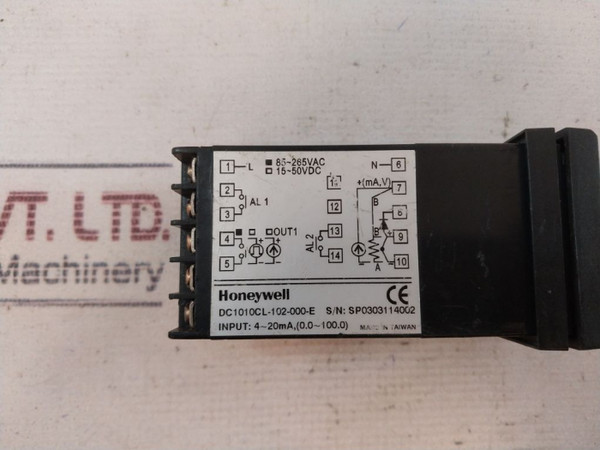 VT. LTD.
Machinery
1 L 85~265VAC N 6
15~50VDC
2 11 +(mA,V) 7
AL 1 B
3 12 8
4 OUT1 13 B 9
AL 2
5 14 A 10
Honeywell CE
DC1010CL-102-000-E S/N: SP0303114002
INPUT: 4~20mA,(0.0~100.0) MADE IN TAIWAN